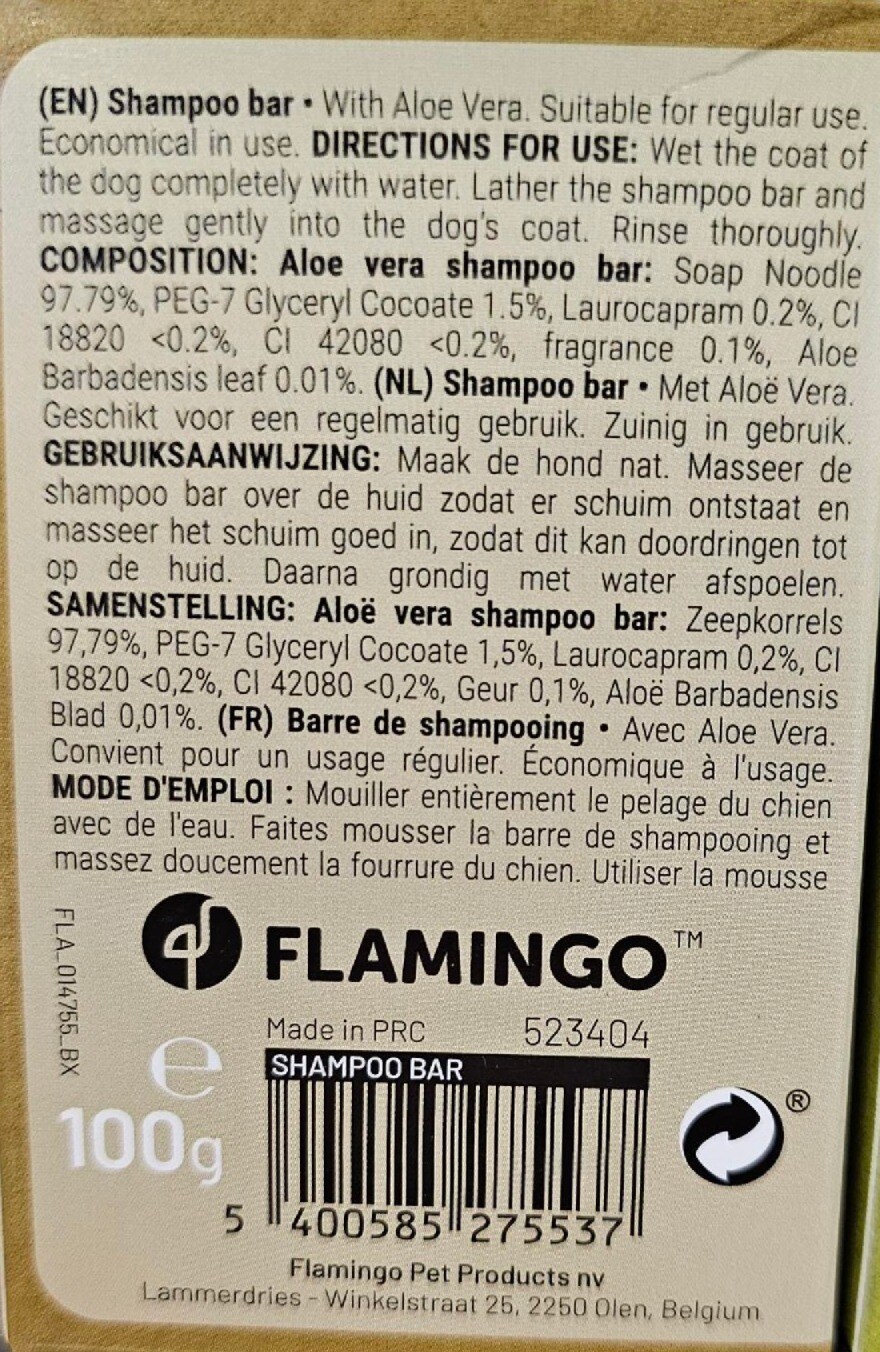 (EN) Shampoo bar • With Aloe Vera. Suitable for regular use.
Economical in use. DIRECTIONS FOR USE: Wet the coat of
the dog completely with water. Lather the shampoo bar and
massage gently into the dog's coat. Rinse thoroughly.
COMPOSITION: Aloe vera shampoo bar: Soap Noodle
97.79%, PEG-7 Glyceryl Cocoate 1.5%, Laurocapram 0.2%, CI
18820 <0.2%, CI 42080 <0.2%, fragrance 0.1%, Aloe
Barbadensis leaf 0.01%. (NL) Shampoo bar • Met Aloë Vera.
Geschikt voor een regelmatig gebruik. Zuinig in gebruik.
GEBRUIKSAANWIJZING: Maak de hond nat. Masseer de
shampoo bar over de huid zodat er schuim ontstaat en
masseer het schuim goed in, zodat dit kan doordringen tot
op de huid. Daarna grondig met water afspoelen.
SAMENSTELLING: Aloë vera shampoo bar: Zeepkorrels
97,79%, PEG-7 Glyceryl Cocoate 1,5%, Laurocapram 0,2%, CI
18820 <0,2%, CI 42080 <0,2%, Geur 0,1%, Aloë Barbadensis
Blad 0,01%. (FR) Barre de shampooing • Avec Aloe Vera.
Convient pour un usage régulier. Économique à l'usage.
MODE D'EMPLOI : Mouiller entièrement le pelage du chien
avec de l'eau. Faites mousser la barre de shampooing et
massez doucement la fourrure du chien. Utiliser la mousse
FLA_014755_BX
FLAMINGO™
Made in PRC 523404
SHAMPOO BAR
e
100g
®
5 400585 275537
Flamingo Pet Products nv
Lammerdries - Winkelstraat 25, 2250 Olen, Belgium